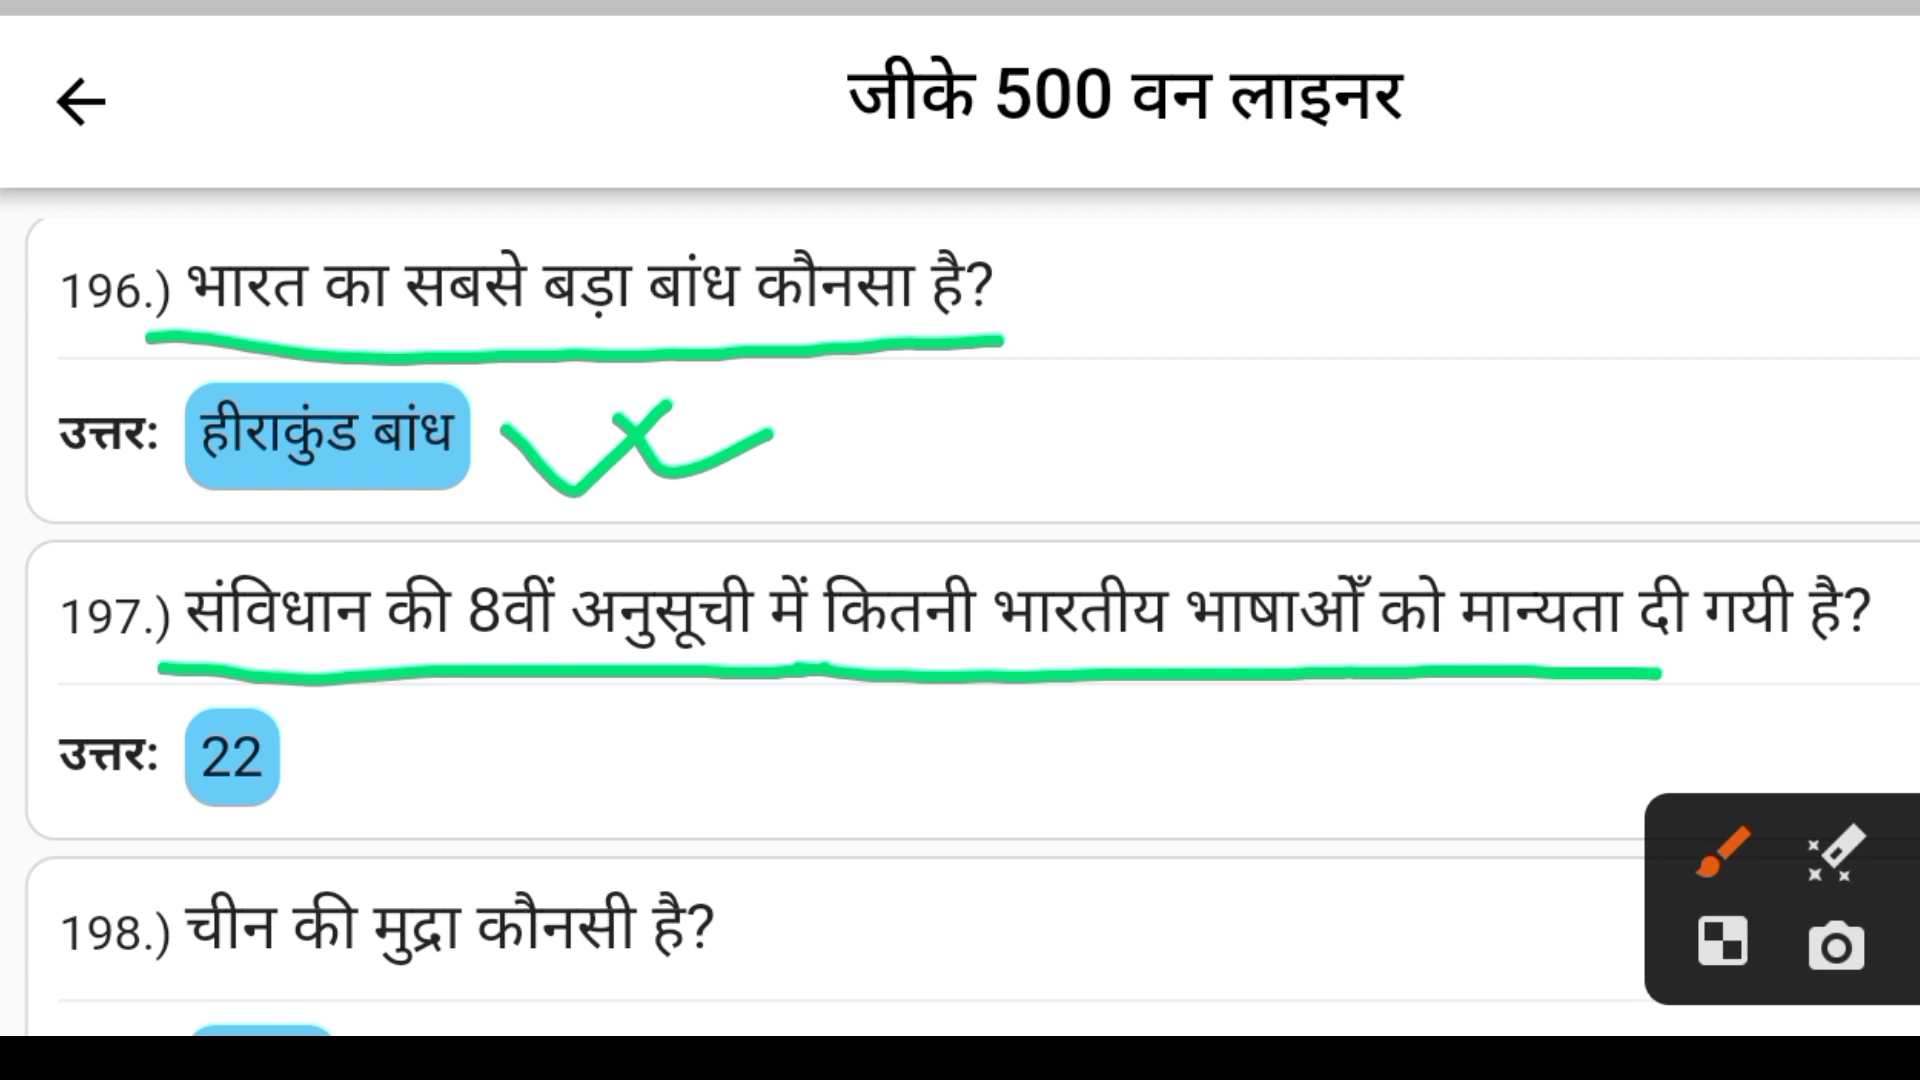 जीके 500 वन लाइनर
196.) भारत का सबसे बड़ा बांध कौनसा है?
उत्तर: हीराकुंड बांध
197.) संविधान की 8वीं अनुसूची में कितनी भारतीय भाषाओँ को मान्यता दी गयी है?
उत्तर: 22
198.) चीन की मुद्रा कौनसी है?